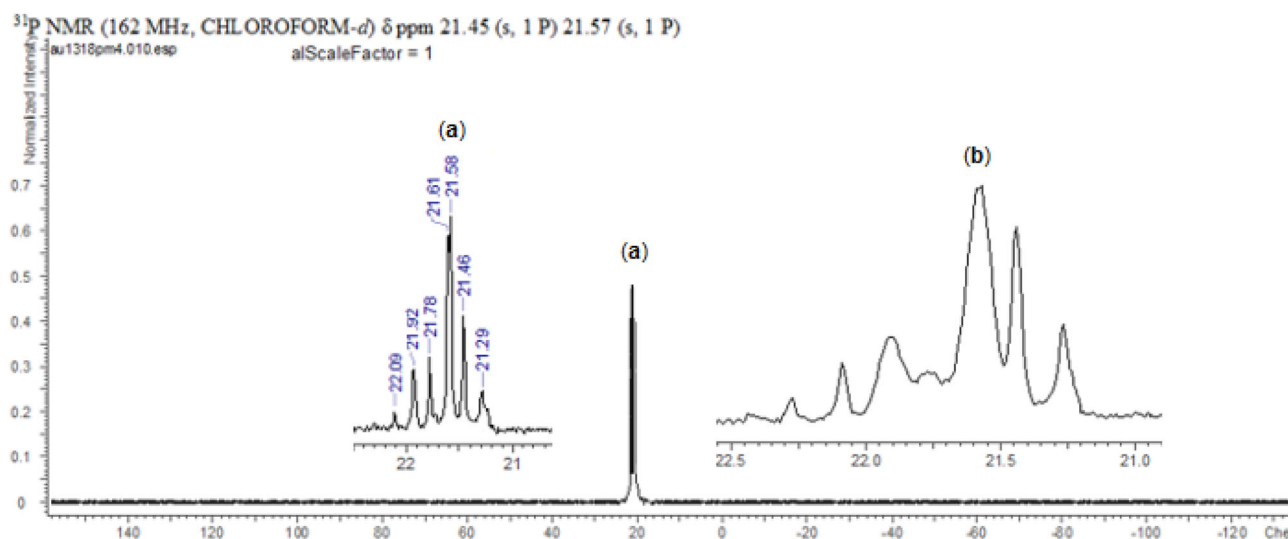 31P NMR (162 MHz, CHLOROFORM-d) δ ppm 21.45 (s, 1 P) 21.57 (s, 1 P)
au1318pm4.010.esp
alScaleFactor = 1
Normalized Intensity
(a)
(b)
(a)
22.09
21.92
21.78
21.61
21.58
21.46
21.29
0.7
0.6
0.5
0.4
0.3
0.2
0.1
0
22 21
22.5 22.0 21.5 21.0
140 120 100 80 60 40 20 0 -20 -40 -60 -80 -100 -120 Che